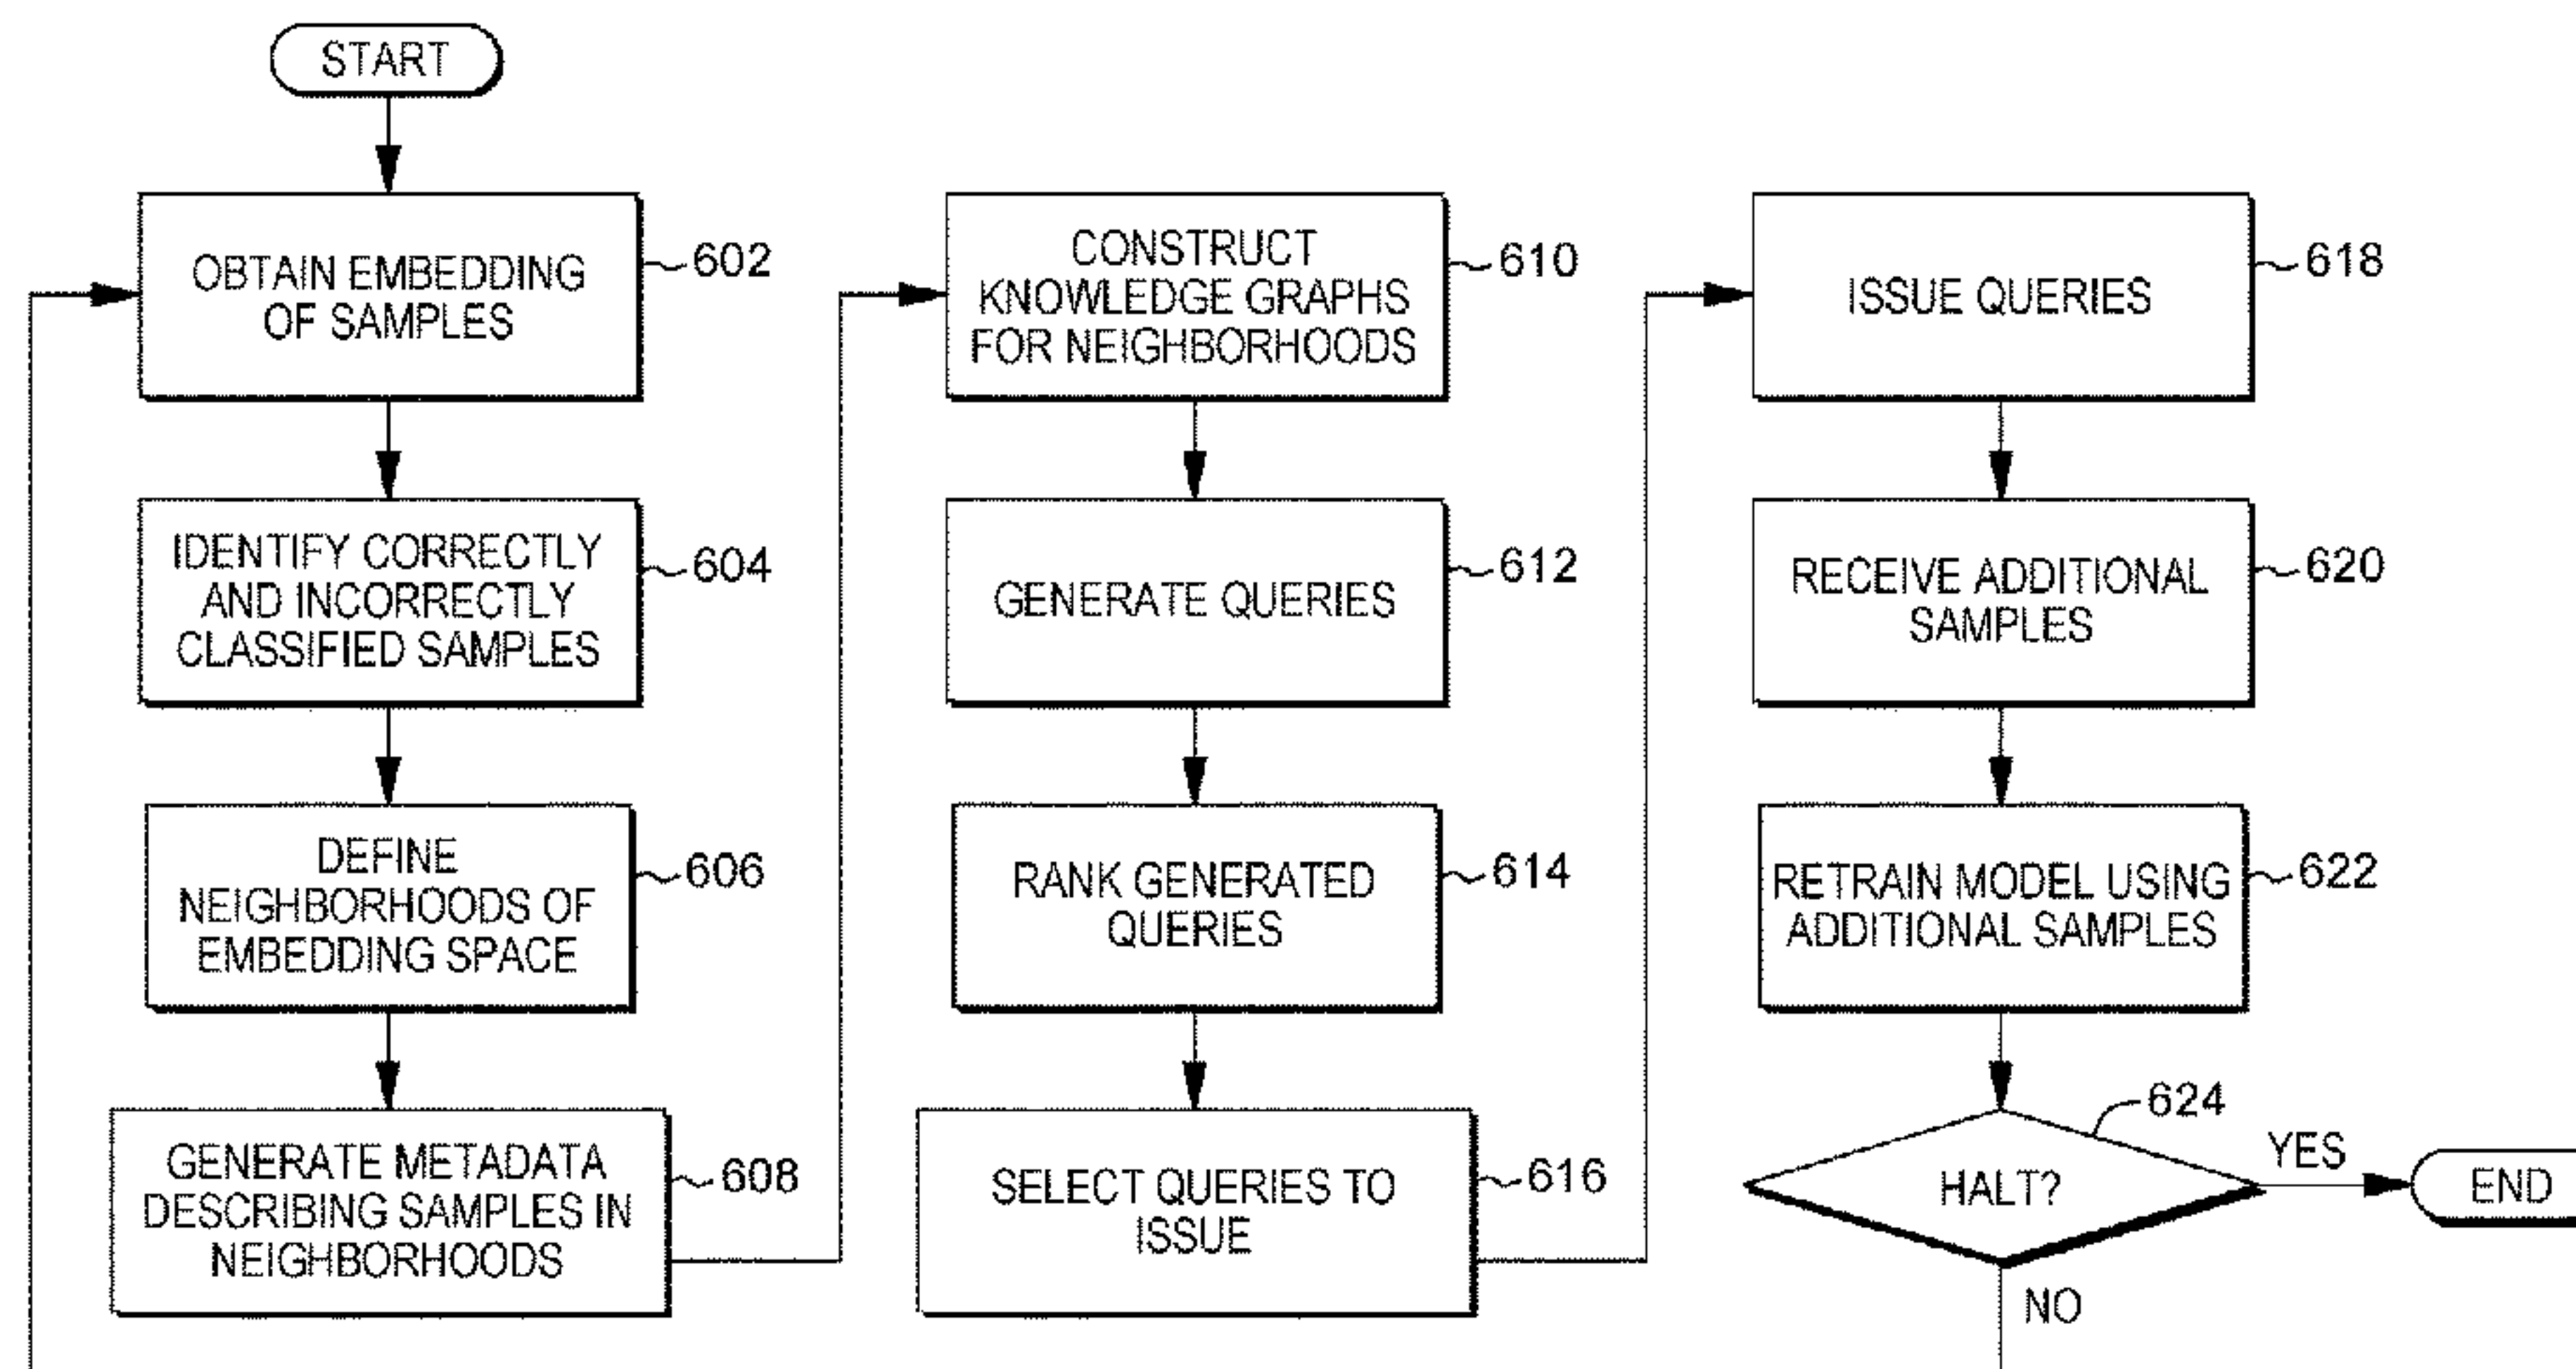 START
OBTAIN EMBEDDING
OF SAMPLES
602
IDENTIFY CORRECTLY
AND INCORRECTLY
CLASSIFIED SAMPLES
604
DEFINE
NEIGHBORHOODS OF
EMBEDDING SPACE
606
GENERATE METADATA
DESCRIBING SAMPLES IN
NEIGHBORHOODS
608
CONSTRUCT
KNOWLEDGE GRAPHS
FOR NEIGHBORHOODS
610
GENERATE QUERIES
612
RANK GENERATED
QUERIES
614
SELECT QUERIES TO
ISSUE
616
ISSUE QUERIES
618
RECEIVE ADDITIONAL
SAMPLES
620
RETRAIN MODEL USING
ADDITIONAL SAMPLES
622
624
HALT?
YES
END
NO